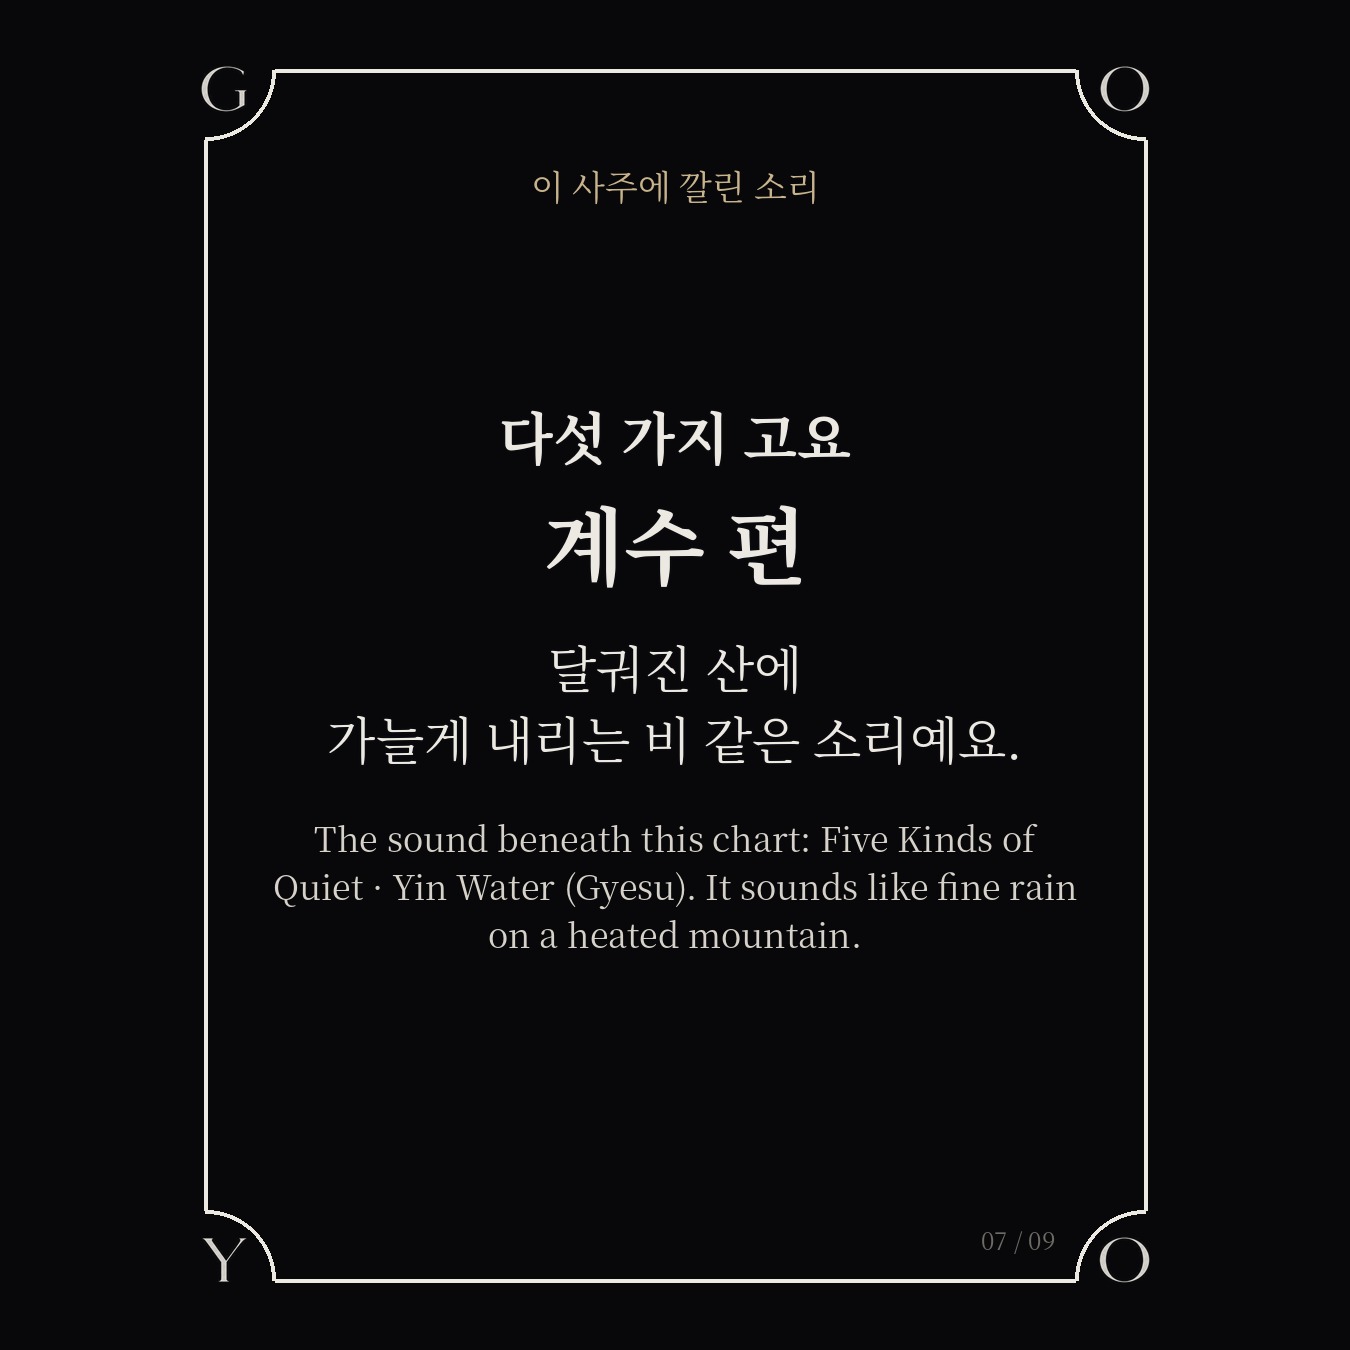 G O
이 사주에 깔린 소리
다섯 가지 고요
계수 편
달궈진 산에
가늘게 내리는 비 같은 소리예요.
The sound beneath this chart: Five Kinds of
Quiet · Yin Water (Gyesu). It sounds like fine rain
on a heated mountain.
07 / 09
Y O